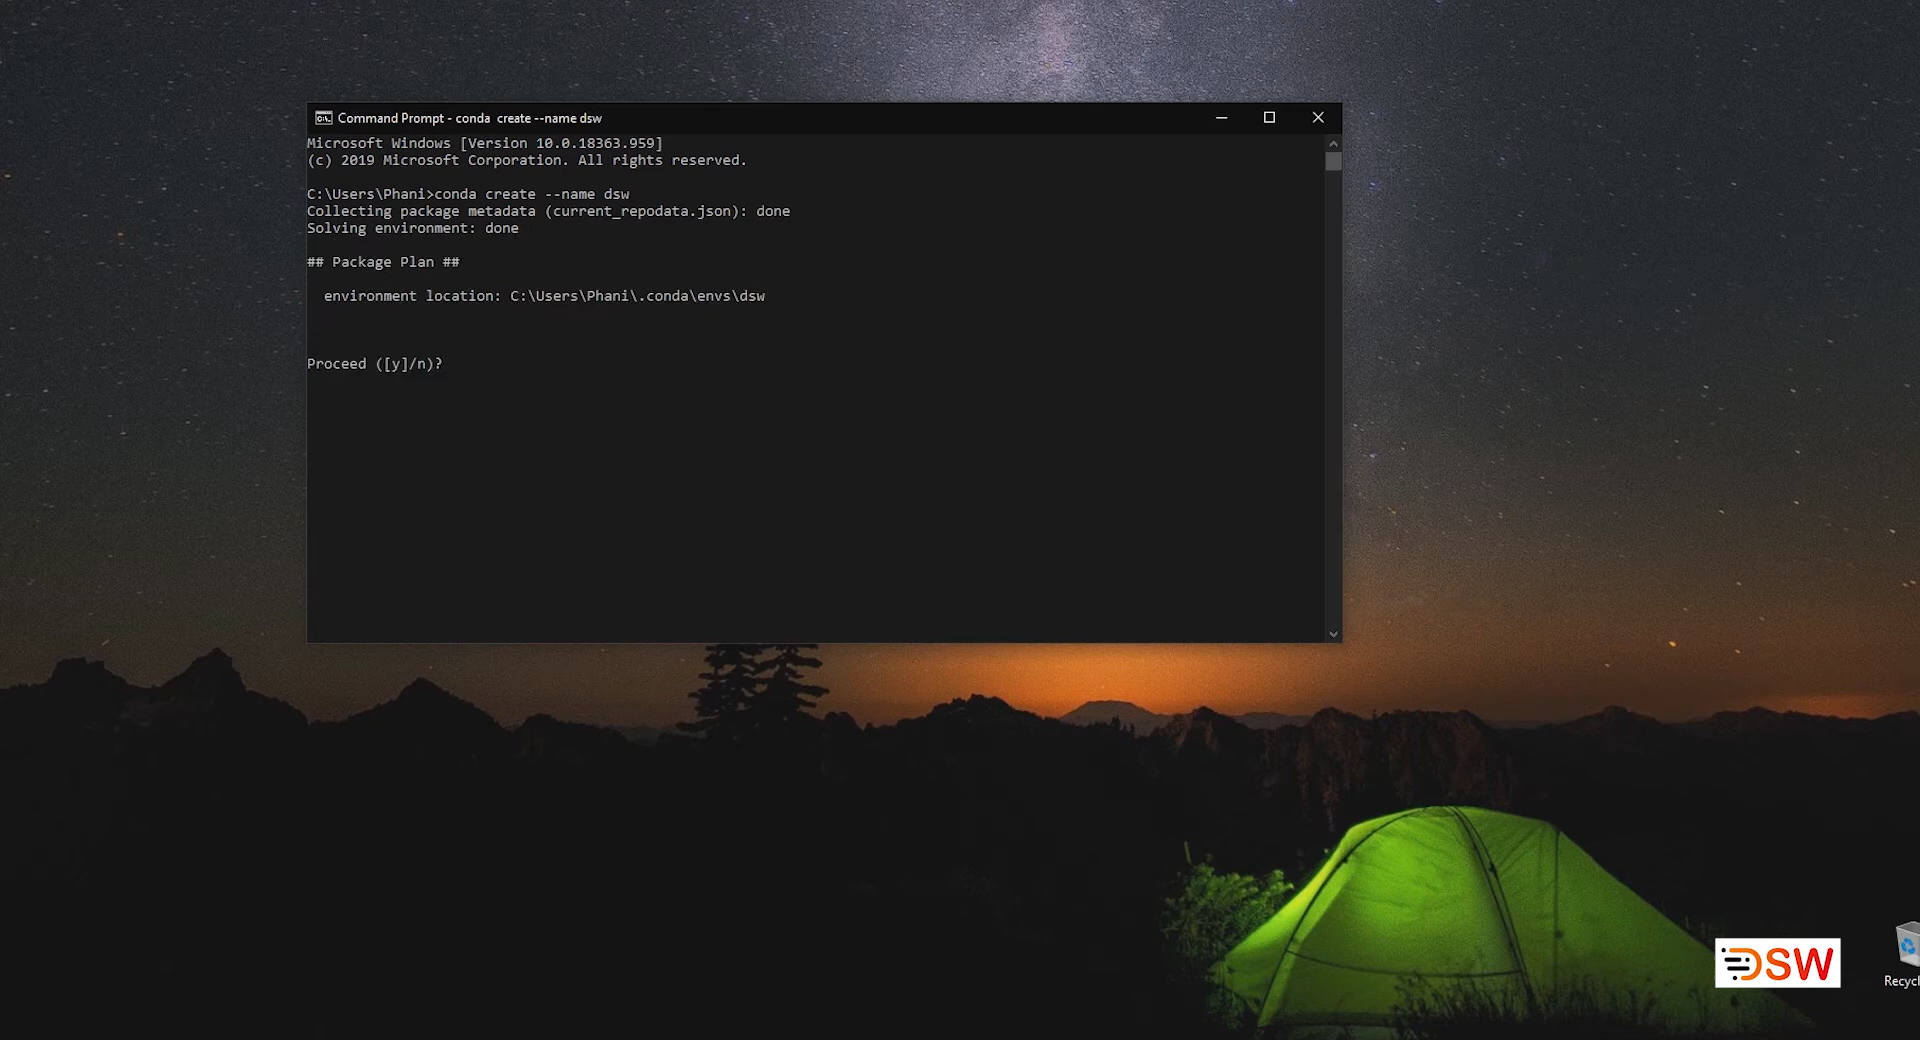 Command Prompt - conda  create --name dsw
Microsoft Windows [Version 10.0.18363.959]
(c) 2019 Microsoft Corporation. All rights reserved.
C:\Users\Phani>conda create --name dsw
Collecting package metadata (current_repodata.json): done
Solving environment: done
## Package Plan ##
environment location: C:\Users\Phani\.conda\envs\dsw
Proceed ([y]/n)?
DSW
Recycl